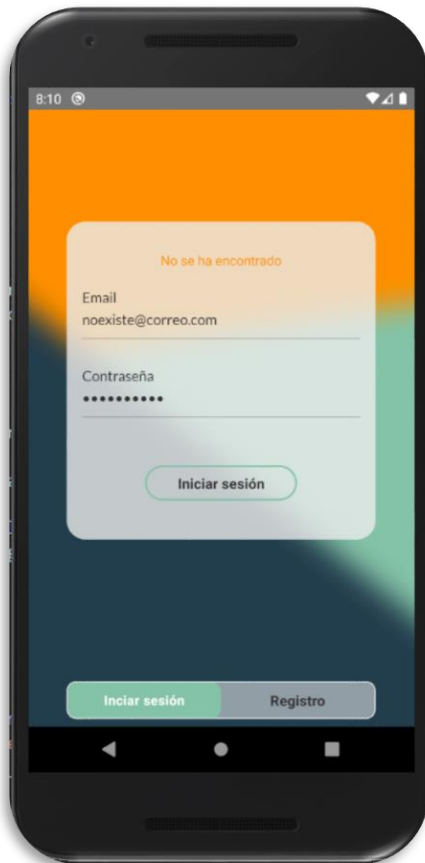 8:10
No se ha encontrado
Email
noexiste@correo.com
Contraseña
••••••••••
Iniciar sesión
Inciar sesión
Registro